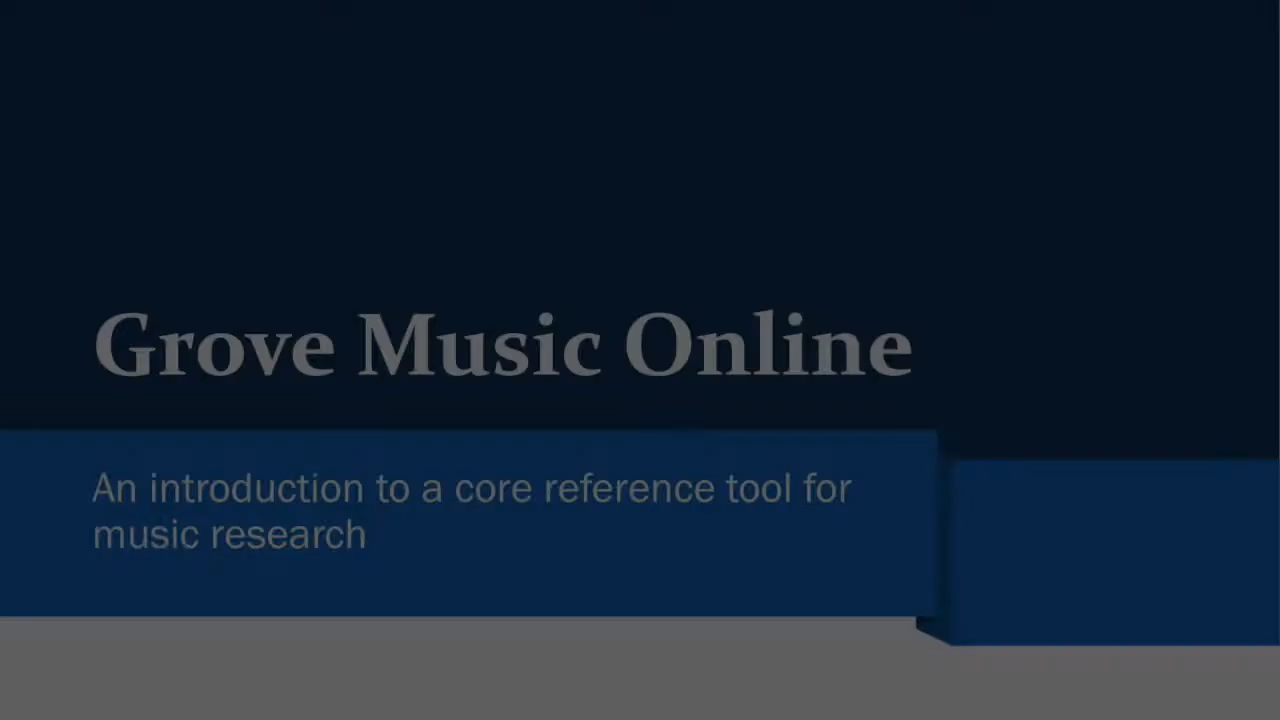 Grove Music Online
An introduction to a core reference tool for
music research